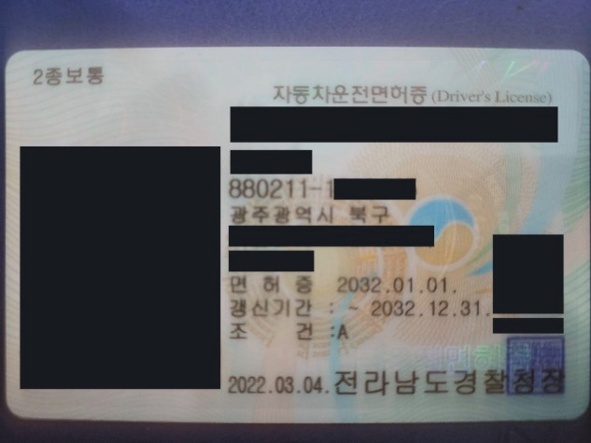 2종보통
자동차운전면허증 (Driver's License)
880211-1
광주광역시 북구
면 허 증 2032.01.01.
갱신기간 : ~ 2032.12.31.
조 건 :A
2022.03.04. 전라남도경찰청장